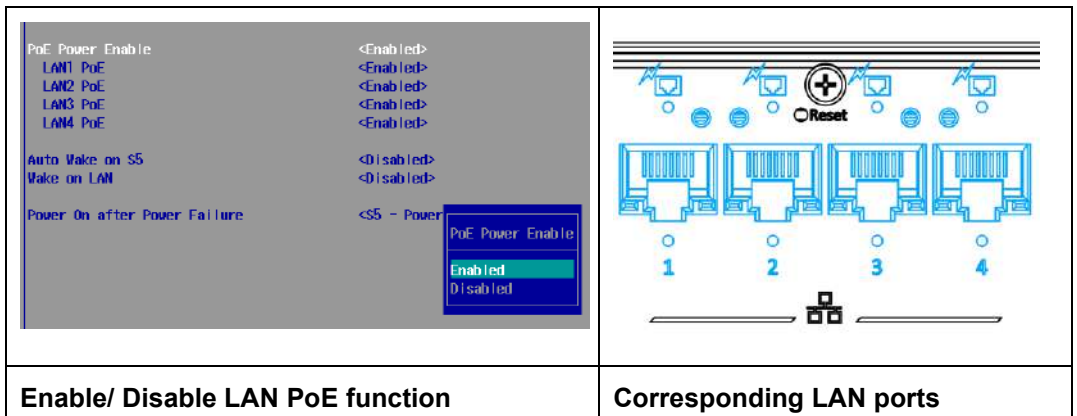 PoE Power Enable <Enabled>
LAN1 PoE <Enabled>
LAN2 PoE <Enabled>
LAN3 PoE <Enabled>
LAN4 PoE <Enabled>
Auto Wake on S5 <Disabled>
Wake on LAN <Disabled>
Power On after Power Failure <S5 - Power
PoE Power Enable
Enabled
Disabled
Reset
1 2 3 4
Enable/ Disable LAN PoE function
Corresponding LAN ports